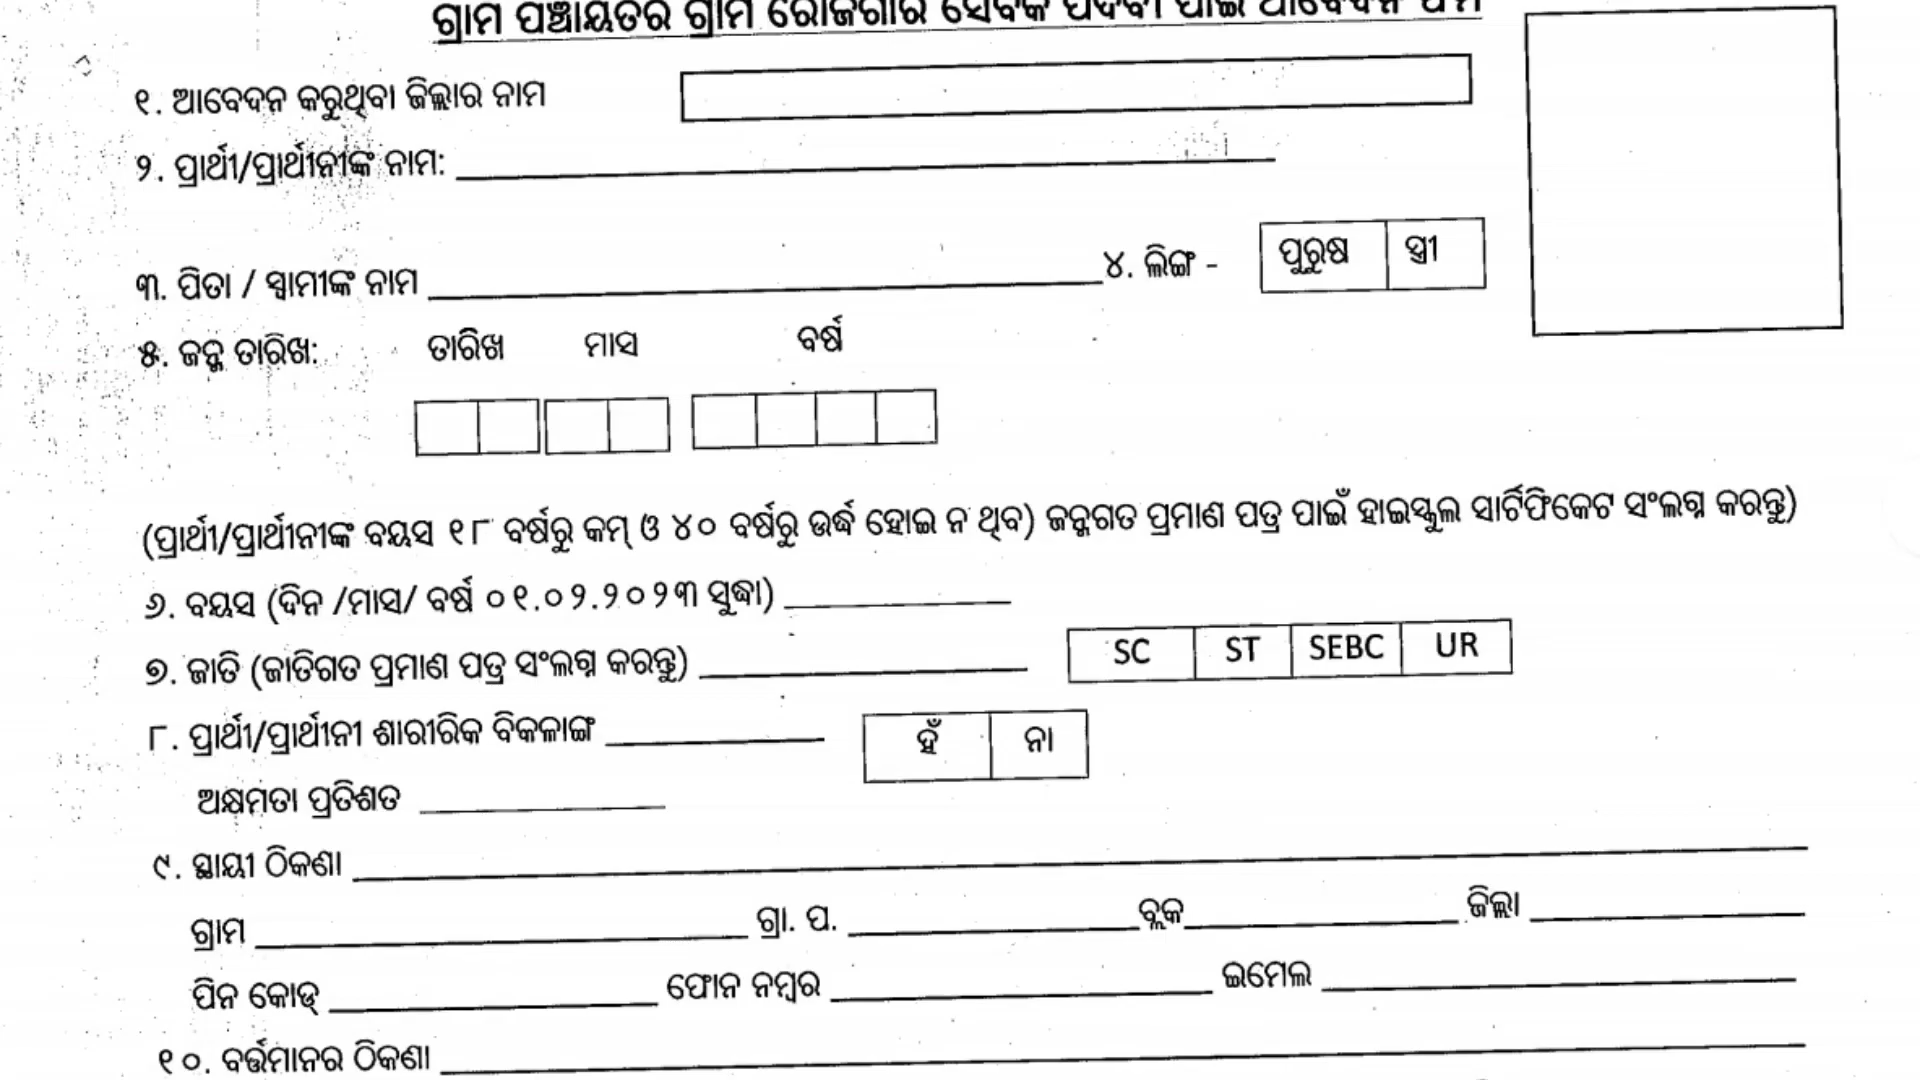 ଗ୍ରାମ ପଞ୍ଚାୟତର ଗ୍ରାମ ରୋଜଗାର ସେବକ ପଦବୀ ପାଇଁ ଆବେଦନ ଫର୍ମ
୧. ଆବେଦନ କରୁଥିବା ଜିଲ୍ଲାର ନାମ
୨. ପ୍ରାର୍ଥୀ/ପ୍ରାର୍ଥୀନୀଙ୍କ ନାମ:
୩. ପିତା / ସ୍ୱାମୀଙ୍କ ନାମ ୪. ଲିଙ୍ଗ - ପୁରୁଷ ସ୍ତ୍ରୀ
୫. ଜନ୍ମ ତାରିଖ: ତାରିଖ ମାସ ବର୍ଷ
(ପ୍ରାର୍ଥୀ/ପ୍ରାର୍ଥୀନୀଙ୍କ ବୟସ ୧୮ ବର୍ଷରୁ କମ୍ ଓ ୪୦ ବର୍ଷରୁ ଉର୍ଦ୍ଧ ହୋଇ ନ ଥିବ) ଜନ୍ମଗତ ପ୍ରମାଣ ପତ୍ର ପାଇଁ ହାଇସ୍କୁଲ ସାର୍ଟିଫିକେଟ ସଂଲଗ୍ନ କରନ୍ତୁ)
୬. ବୟସ (ଦିନ /ମାସ/ ବର୍ଷ ୦୧.୦୨.୨୦୨୩ ସୁଦ୍ଧା)
୭. ଜାତି (ଜାତିଗତ ପ୍ରମାଣ ପତ୍ର ସଂଲଗ୍ନ କରନ୍ତୁ) SC ST SEBC UR
୮. ପ୍ରାର୍ଥୀ/ପ୍ରାର୍ଥୀନୀ ଶାରୀରିକ ବିକଳାଙ୍ଗ ହଁ ନା
ଅକ୍ଷମତା ପ୍ରତିଶତ
୯. ସ୍ଥାୟୀ ଠିକଣା
ଗ୍ରାମ ଗ୍ରା. ପ. ବ୍ଲକ ଜିଲ୍ଲା
ପିନ କୋଡ୍ ଫୋନ ନମ୍ବର ଇମେଲ
୧୦. ବର୍ତ୍ତମାନର ଠିକଣା